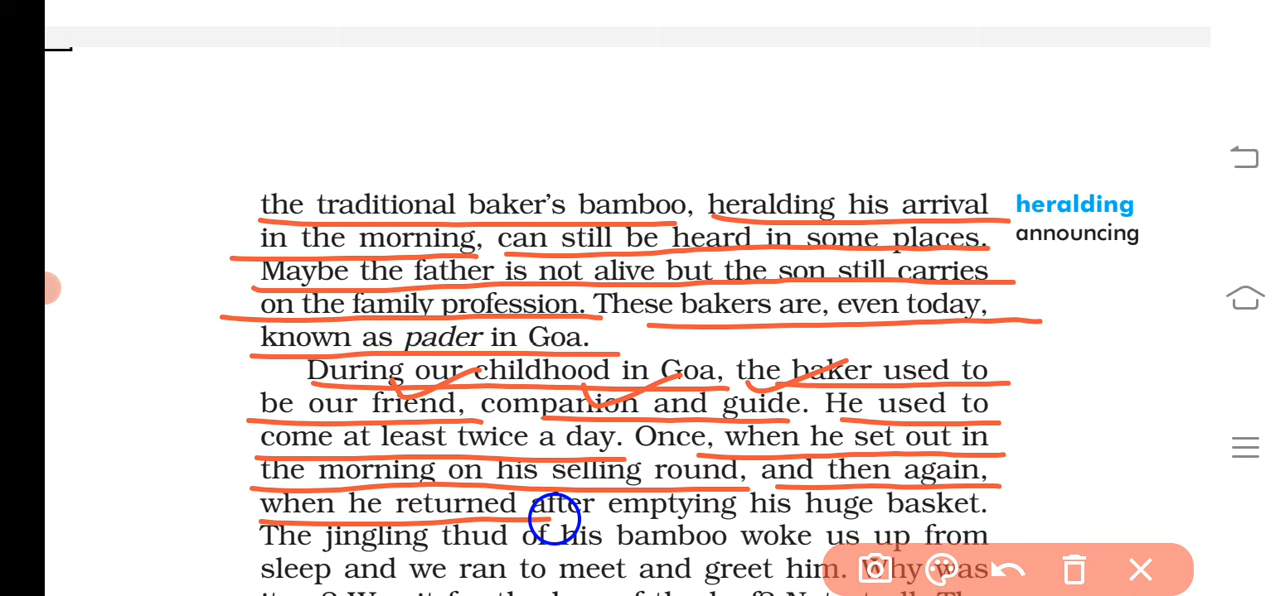 the traditional baker's bamboo, heralding his arrival
heralding
in the morning, can still be heard in some places.
announcing
Maybe the father is not alive but the son still carries
on the family profession. These bakers are, even today,
known as pader in Goa.
During our childhood in Goa, the baker used to
be our friend, companion and guide. He used to
come at least twice a day. Once, when he set out in
the morning on his selling round, and then again,
when he returned after emptying his huge basket.
The jingling thud of his bamboo woke us up from
sleep and we ran to meet and greet him. Why was